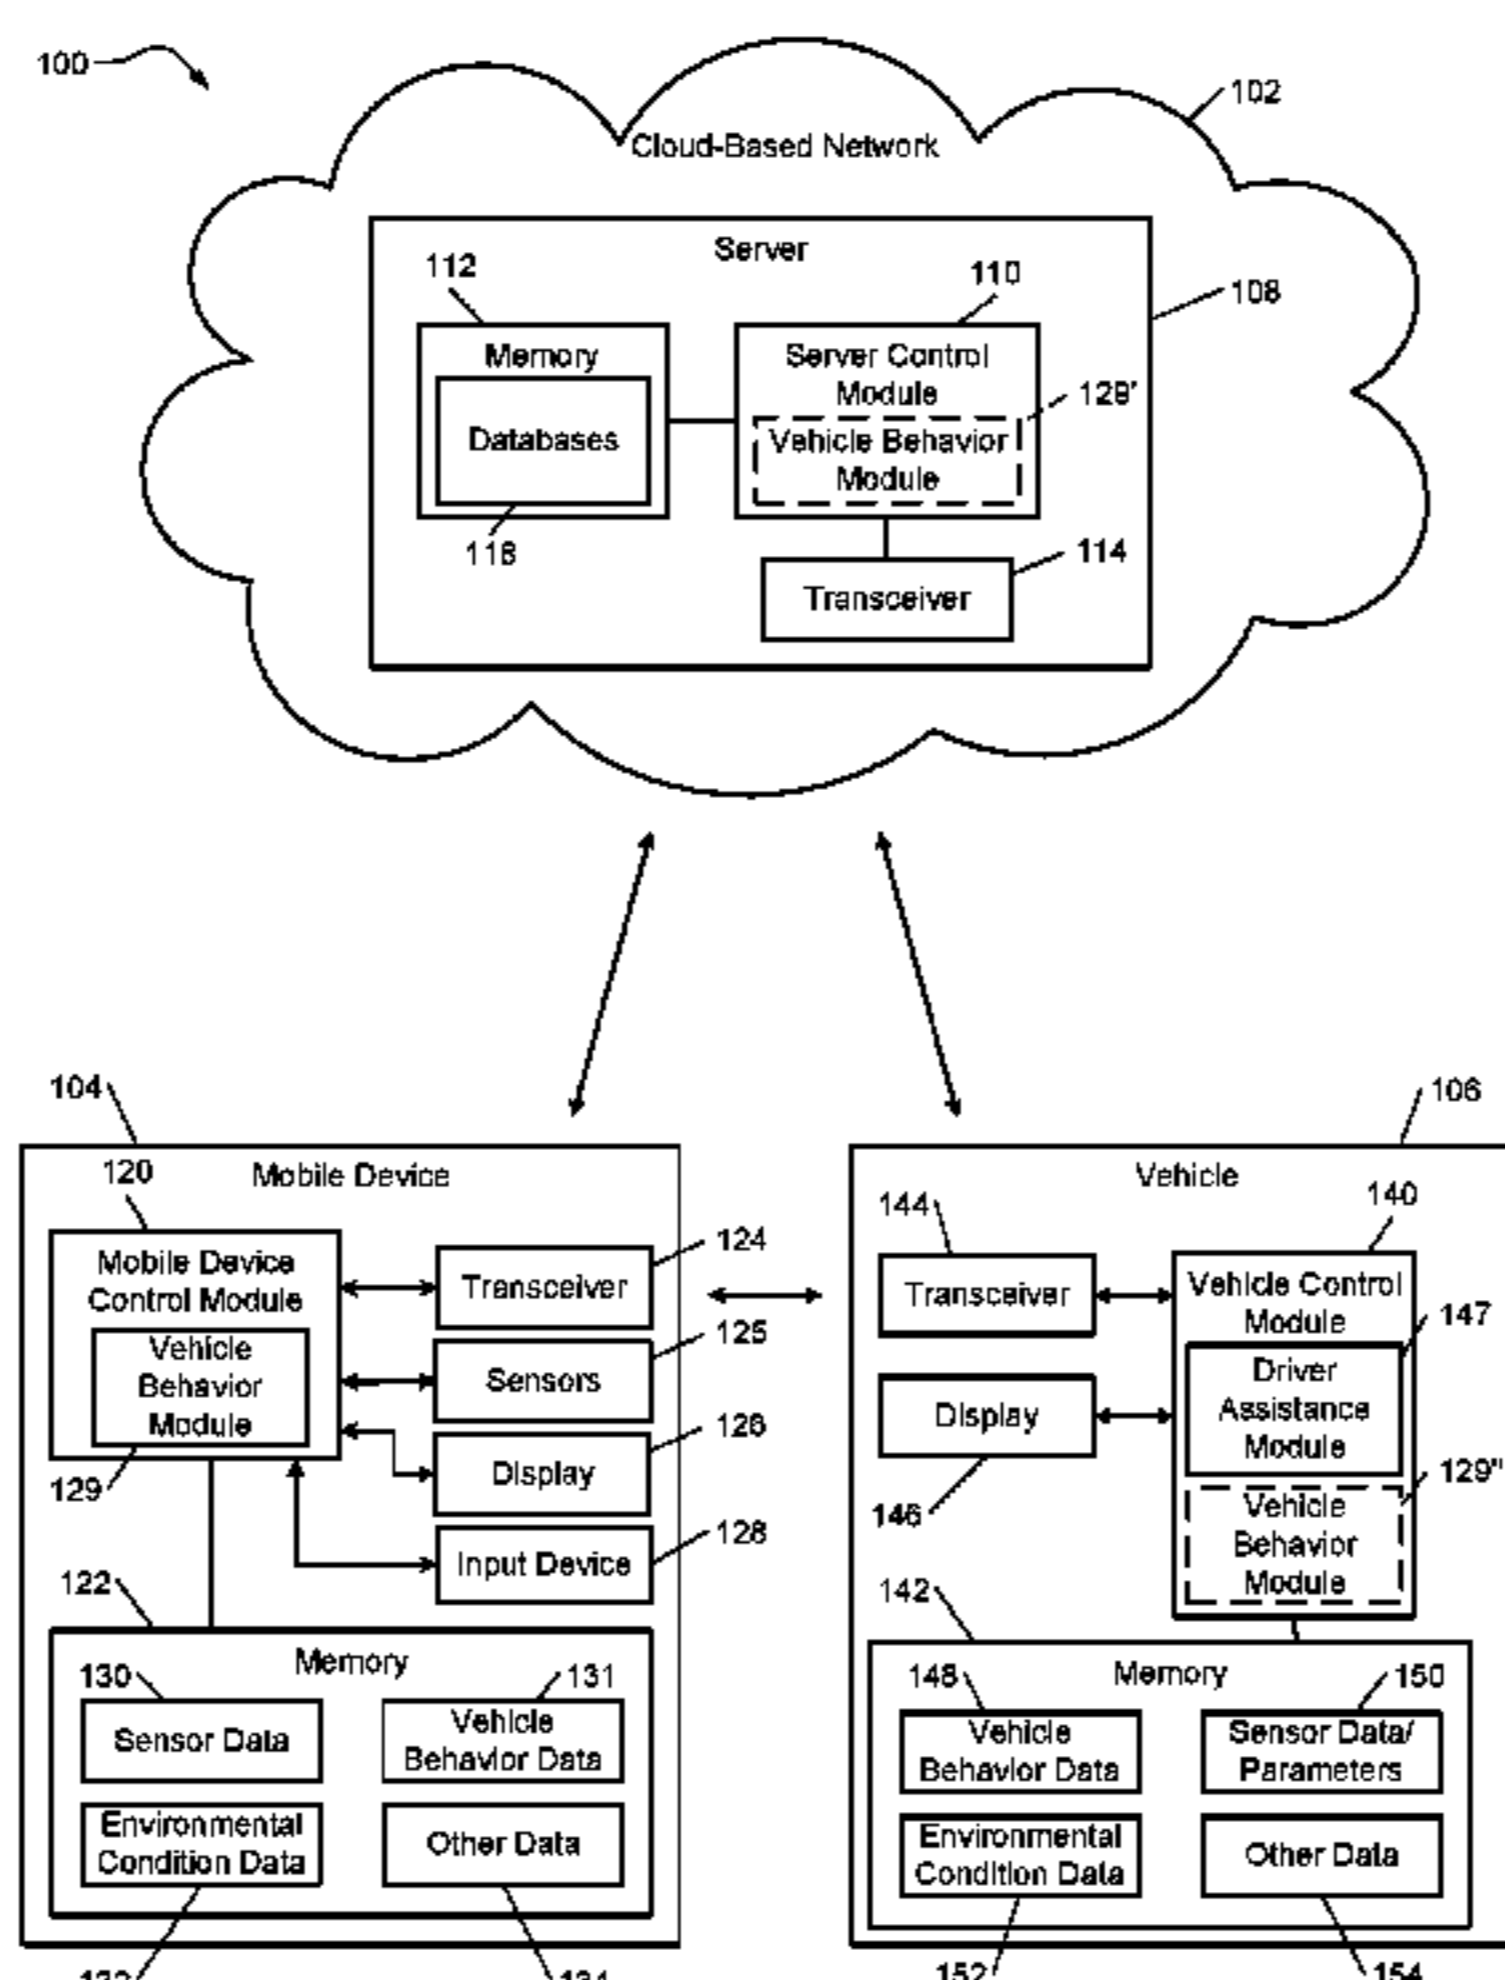 100
102
Cloud-Based Network
Server
112
110
108
Memory
Server Control
Module
129'
Databases
Vehicle Behavior
Module
116
114
Transceiver
104
106
120
Mobile Device
Vehicle
140
144
124
Mobile Device
Control Module
Transceiver
Transceiver
Vehicle Control
Module
147
125
Vehicle
Behavior
Module
Sensors
Display
Driver
Assistance
Module
126
129
Display
146
129"
128
Input Device
Vehicle
Behavior
Module
122
142
Memory
Memory
130
131
148
150
Sensor Data
Vehicle
Behavior Data
Vehicle
Behavior Data
Sensor Data/
Parameters
Environmental
Condition Data
Other Data
Environmental
Condition Data
Other Data
152
154